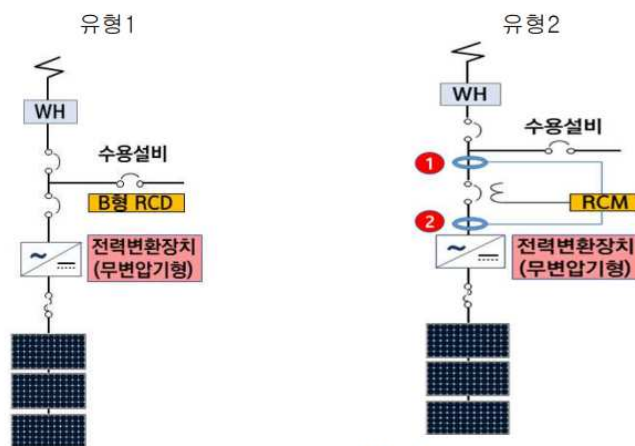 유형1
유형2
WH
WH
수용설비
수용설비
1
B형 RCD
RCM
2
전력변환장치
(무변압기형)
전력변환장치
(무변압기형)